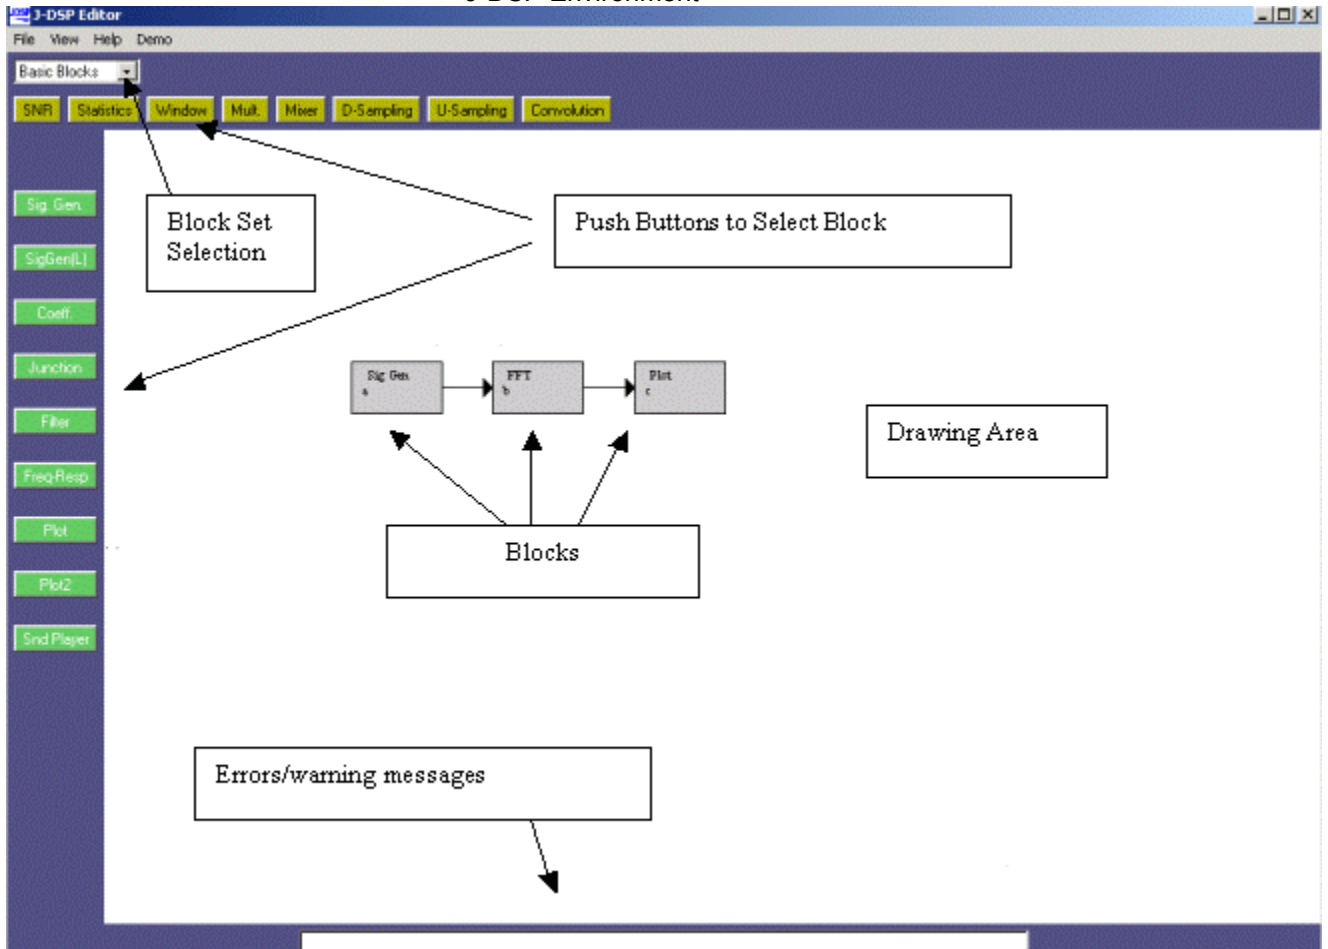 J-DSP Environment
J-DSP Editor
File View Help Demo
Basic Blocks
SNR Statistics Window Mult. Mixer D-Sampling U-Sampling Convolution
Sig. Gen.
SigGen(L)
Coeff.
Junction
Filter
Freq-Resp
Plot
Plot2
Snd Player
Block Set
Selection
Push Buttons to Select Block
Sig Gen
a
FFT
b
Plot
c
Drawing Area
Blocks
Errors/warning messages